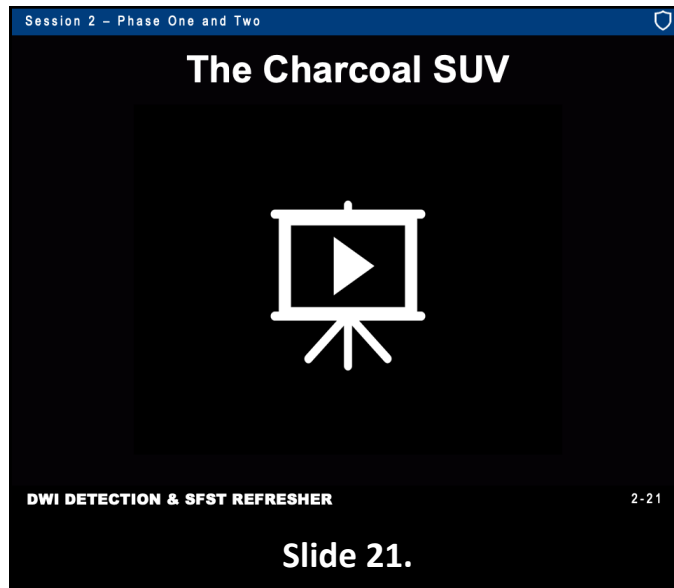 Session 2 – Phase One and Two
The Charcoal SUV
DWI DETECTION & SFST REFRESHER
2-21
Slide 21.